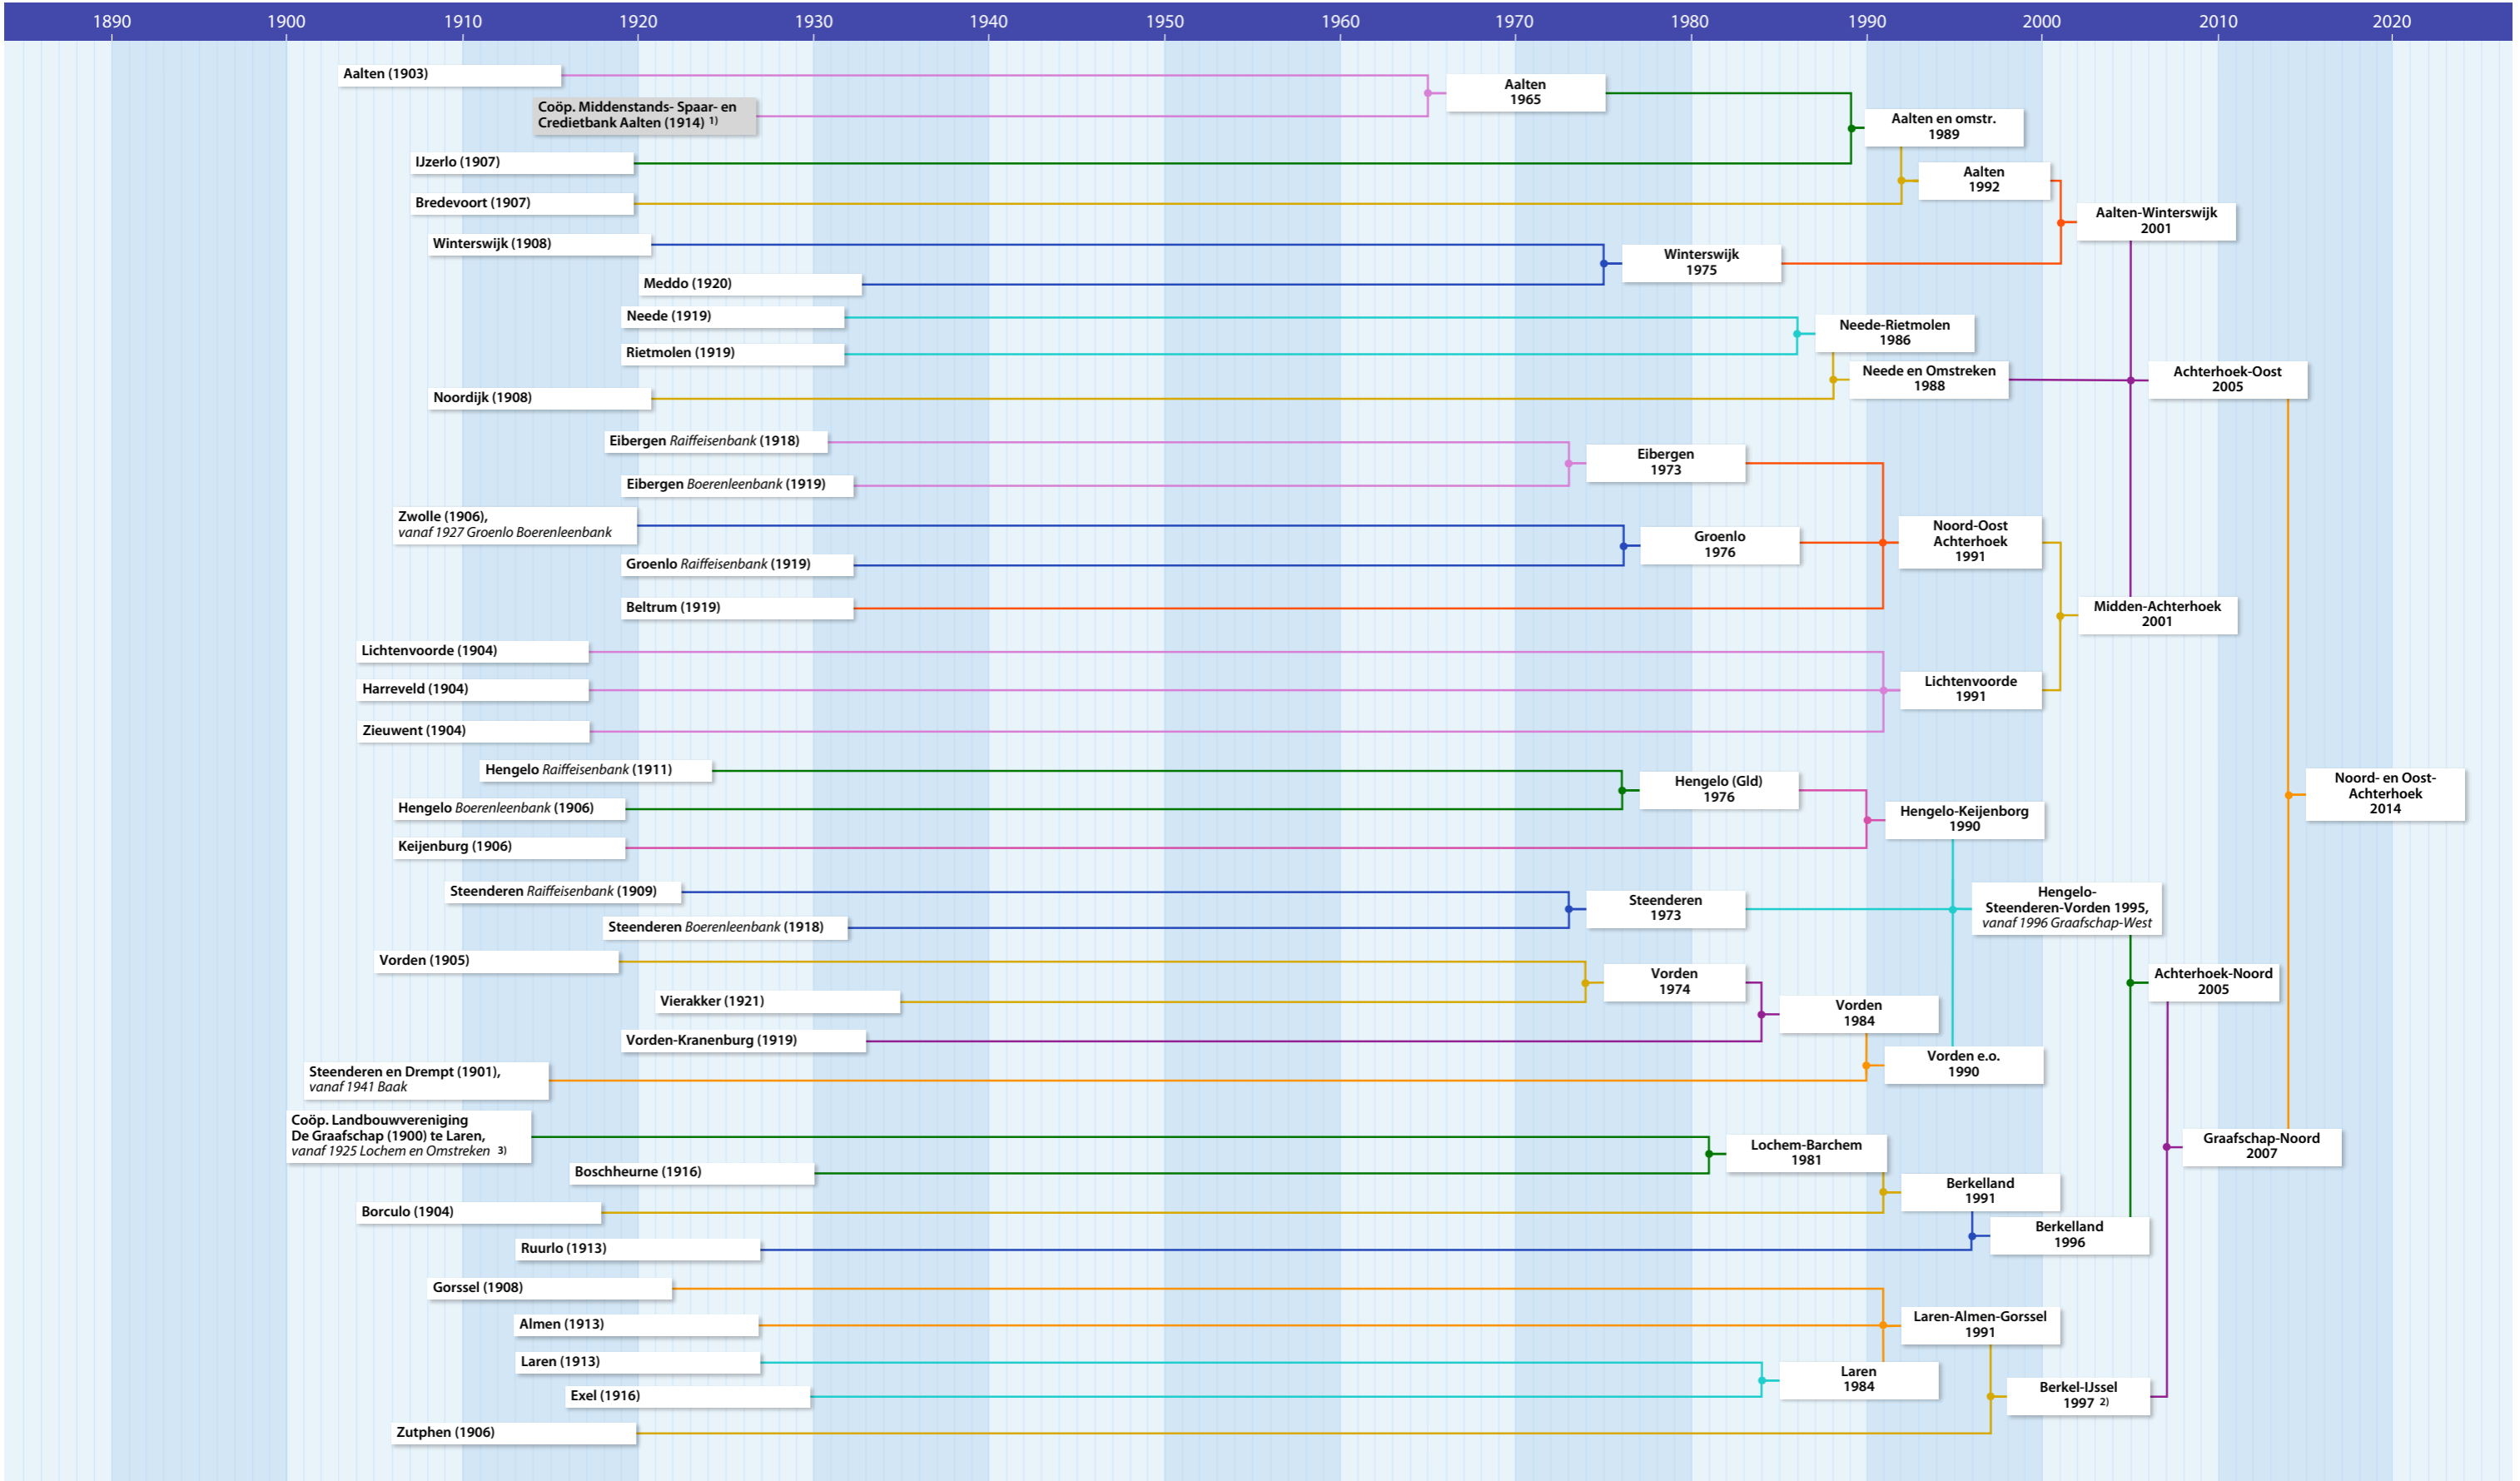 1890 1900 1910 1920 1930 1940 1950 1960 1970 1980 1990 2000 2010 2020
Aalten (1903)
Coöp. Middenstands- Spaar- en
Credietbank Aalten (1914) 1)
Aalten
1965
Aalten en omstr.
1989
IJzerlo (1907)
Aalten
1992
Bredevoort (1907)
Aalten-Winterswijk
2001
Winterswijk (1908)
Winterswijk
1975
Meddo (1920)
Neede (1919)
Neede-Rietmolen
1986
Rietmolen (1919)
Neede en Omstreken
1988
Achterhoek-Oost
2005
Noordijk (1908)
Eibergen Raiffeisenbank (1918)
Eibergen
1973
Eibergen Boerenleenbank (1919)
Zwolle (1906),
vanaf 1927 Groenlo Boerenleenbank
Groenlo
1976
Noord-Oost
Achterhoek
1991
Groenlo Raiffeisenbank (1919)
Beltrum (1919)
Midden-Achterhoek
2001
Lichtenvoorde (1904)
Harreveld (1904)
Lichtenvoorde
1991
Zieuwent (1904)
Hengelo Raiffeisenbank (1911)
Hengelo (Gld)
1976
Noord- en Oost-
Achterhoek
2014
Hengelo Boerenleenbank (1906)
Hengelo-Keijenborg
1990
Keijenburg (1906)
Steenderen Raiffeisenbank (1909)
Steenderen
1973
Hengelo-
Steenderen-Vorden 1995,
vanaf 1996 Graafschap-West
Steenderen Boerenleenbank (1918)
Vorden (1905)
Vorden
1974
Achterhoek-Noord
2005
Vierakker (1921)
Vorden
1984
Vorden-Kranenburg (1919)
Vorden e.o.
1990
Steenderen en Drempt (1901),
vanaf 1941 Baak
Coöp. Landbouwvereniging
De Graafschap (1900) te Laren,
vanaf 1925 Lochem en Omstreken 3)
Lochem-Barchem
1981
Graafschap-Noord
2007
Boschheurne (1916)
Berkelland
1991
Borculo (1904)
Berkelland
1996
Ruurlo (1913)
Gorssel (1908)
Almen (1913)
Laren-Almen-Gorssel
1991
Laren (1913)
Laren
1984
Exel (1916)
Berkel-IJssel
1997 2)
Zutphen (1906)